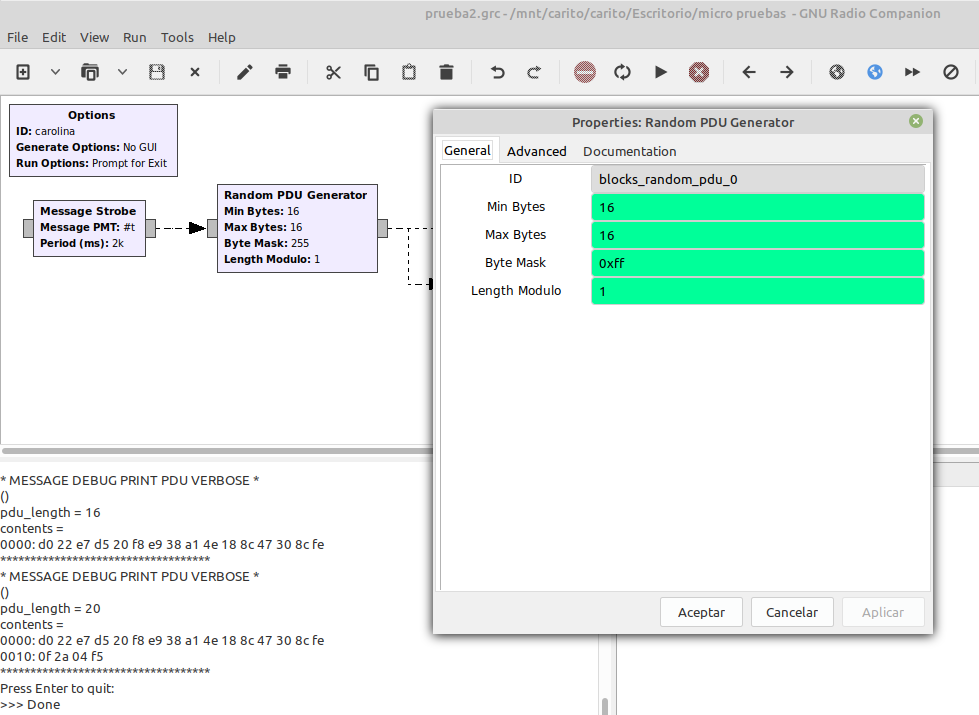 prueba2.grc - /mnt/carito/carito/Escritorio/micro pruebas - GNU Radio Companion
File Edit View Run Tools Help
Options
ID: carolina
Generate Options: No GUI
Run Options: Prompt for Exit
Message Strobe
Message PMT: #t
Period (ms): 2k
Random PDU Generator
Min Bytes: 16
Max Bytes: 16
Byte Mask: 255
Length Modulo: 1
Properties: Random PDU Generator
General Advanced Documentation
ID blocks_random_pdu_0
Min Bytes 16
Max Bytes 16
Byte Mask 0xff
Length Modulo 1
Aceptar Cancelar Aplicar
* MESSAGE DEBUG PRINT PDU VERBOSE *
()
pdu_length = 16
contents =
0000: d0 22 e7 d5 20 f8 e9 38 a1 4e 18 8c 47 30 8c fe
***********************************
* MESSAGE DEBUG PRINT PDU VERBOSE *
()
pdu_length = 20
contents =
0000: d0 22 e7 d5 20 f8 e9 38 a1 4e 18 8c 47 30 8c fe
0010: 0f 2a 04 f5
***********************************
Press Enter to quit:
>>> Done